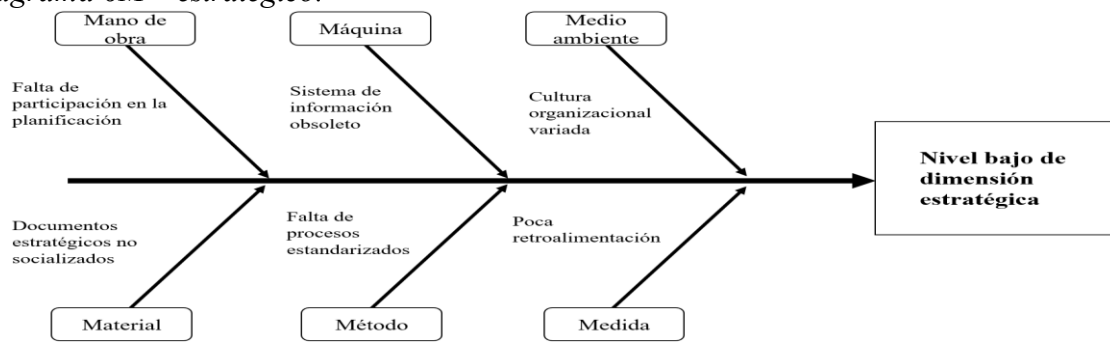 6M
Mano de
obra
Máquina
Medio
ambiente
Falta de
participación en la
planificación
Sistema de
información
obsoleto
Cultura
organizacional
variada
Nivel bajo de
dimensión
estratégica
Documentos
estratégicos no
socializados
Falta de
procesos
estandarizados
Poca
retroalimentación
Material
Método
Medida